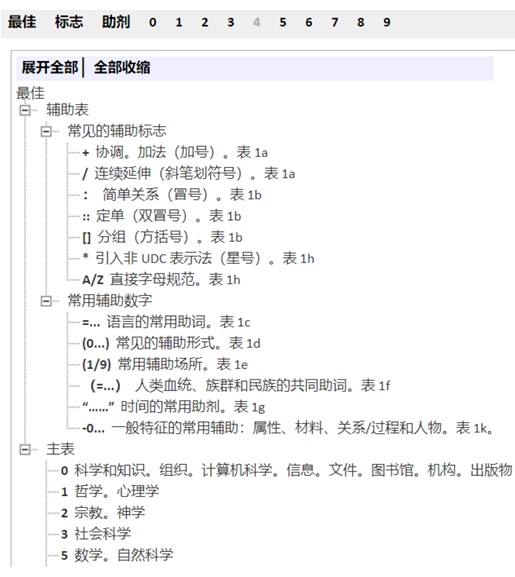 最佳 标志 助剂 0 1 2 3 4 5 6 7 8 9
展开全部 | 全部收缩
最佳
辅助表
常见的辅助标志
+ 协调。加法（加号）。表 1a
/ 连续延伸（斜笔划符号）。表 1a
： 简单关系（冒号）。表 1b
:: 定单（双冒号）。表 1b
[] 分组（方括号）。表 1b
* 引入非 UDC 表示法（星号）。表 1h
A/Z 直接字母规范。表 1h
常用辅助数字
=... 语言的常用助词。表 1c
(0...) 常见的辅助形式。表 1d
(1/9) 常用辅助场所。表 1e
（=...） 人类血统、族群和民族的共同助词。表 1f
“……” 时间的常用助剂。表 1g
-0... 一般特征的常用辅助：属性、材料、关系/过程和人物。表 1k。
主表
0 科学和知识。组织。计算机科学。信息。文件。图书馆。机构。出版物
1 哲学。心理学
2 宗教。神学
3 社会科学
5 数学。自然科学